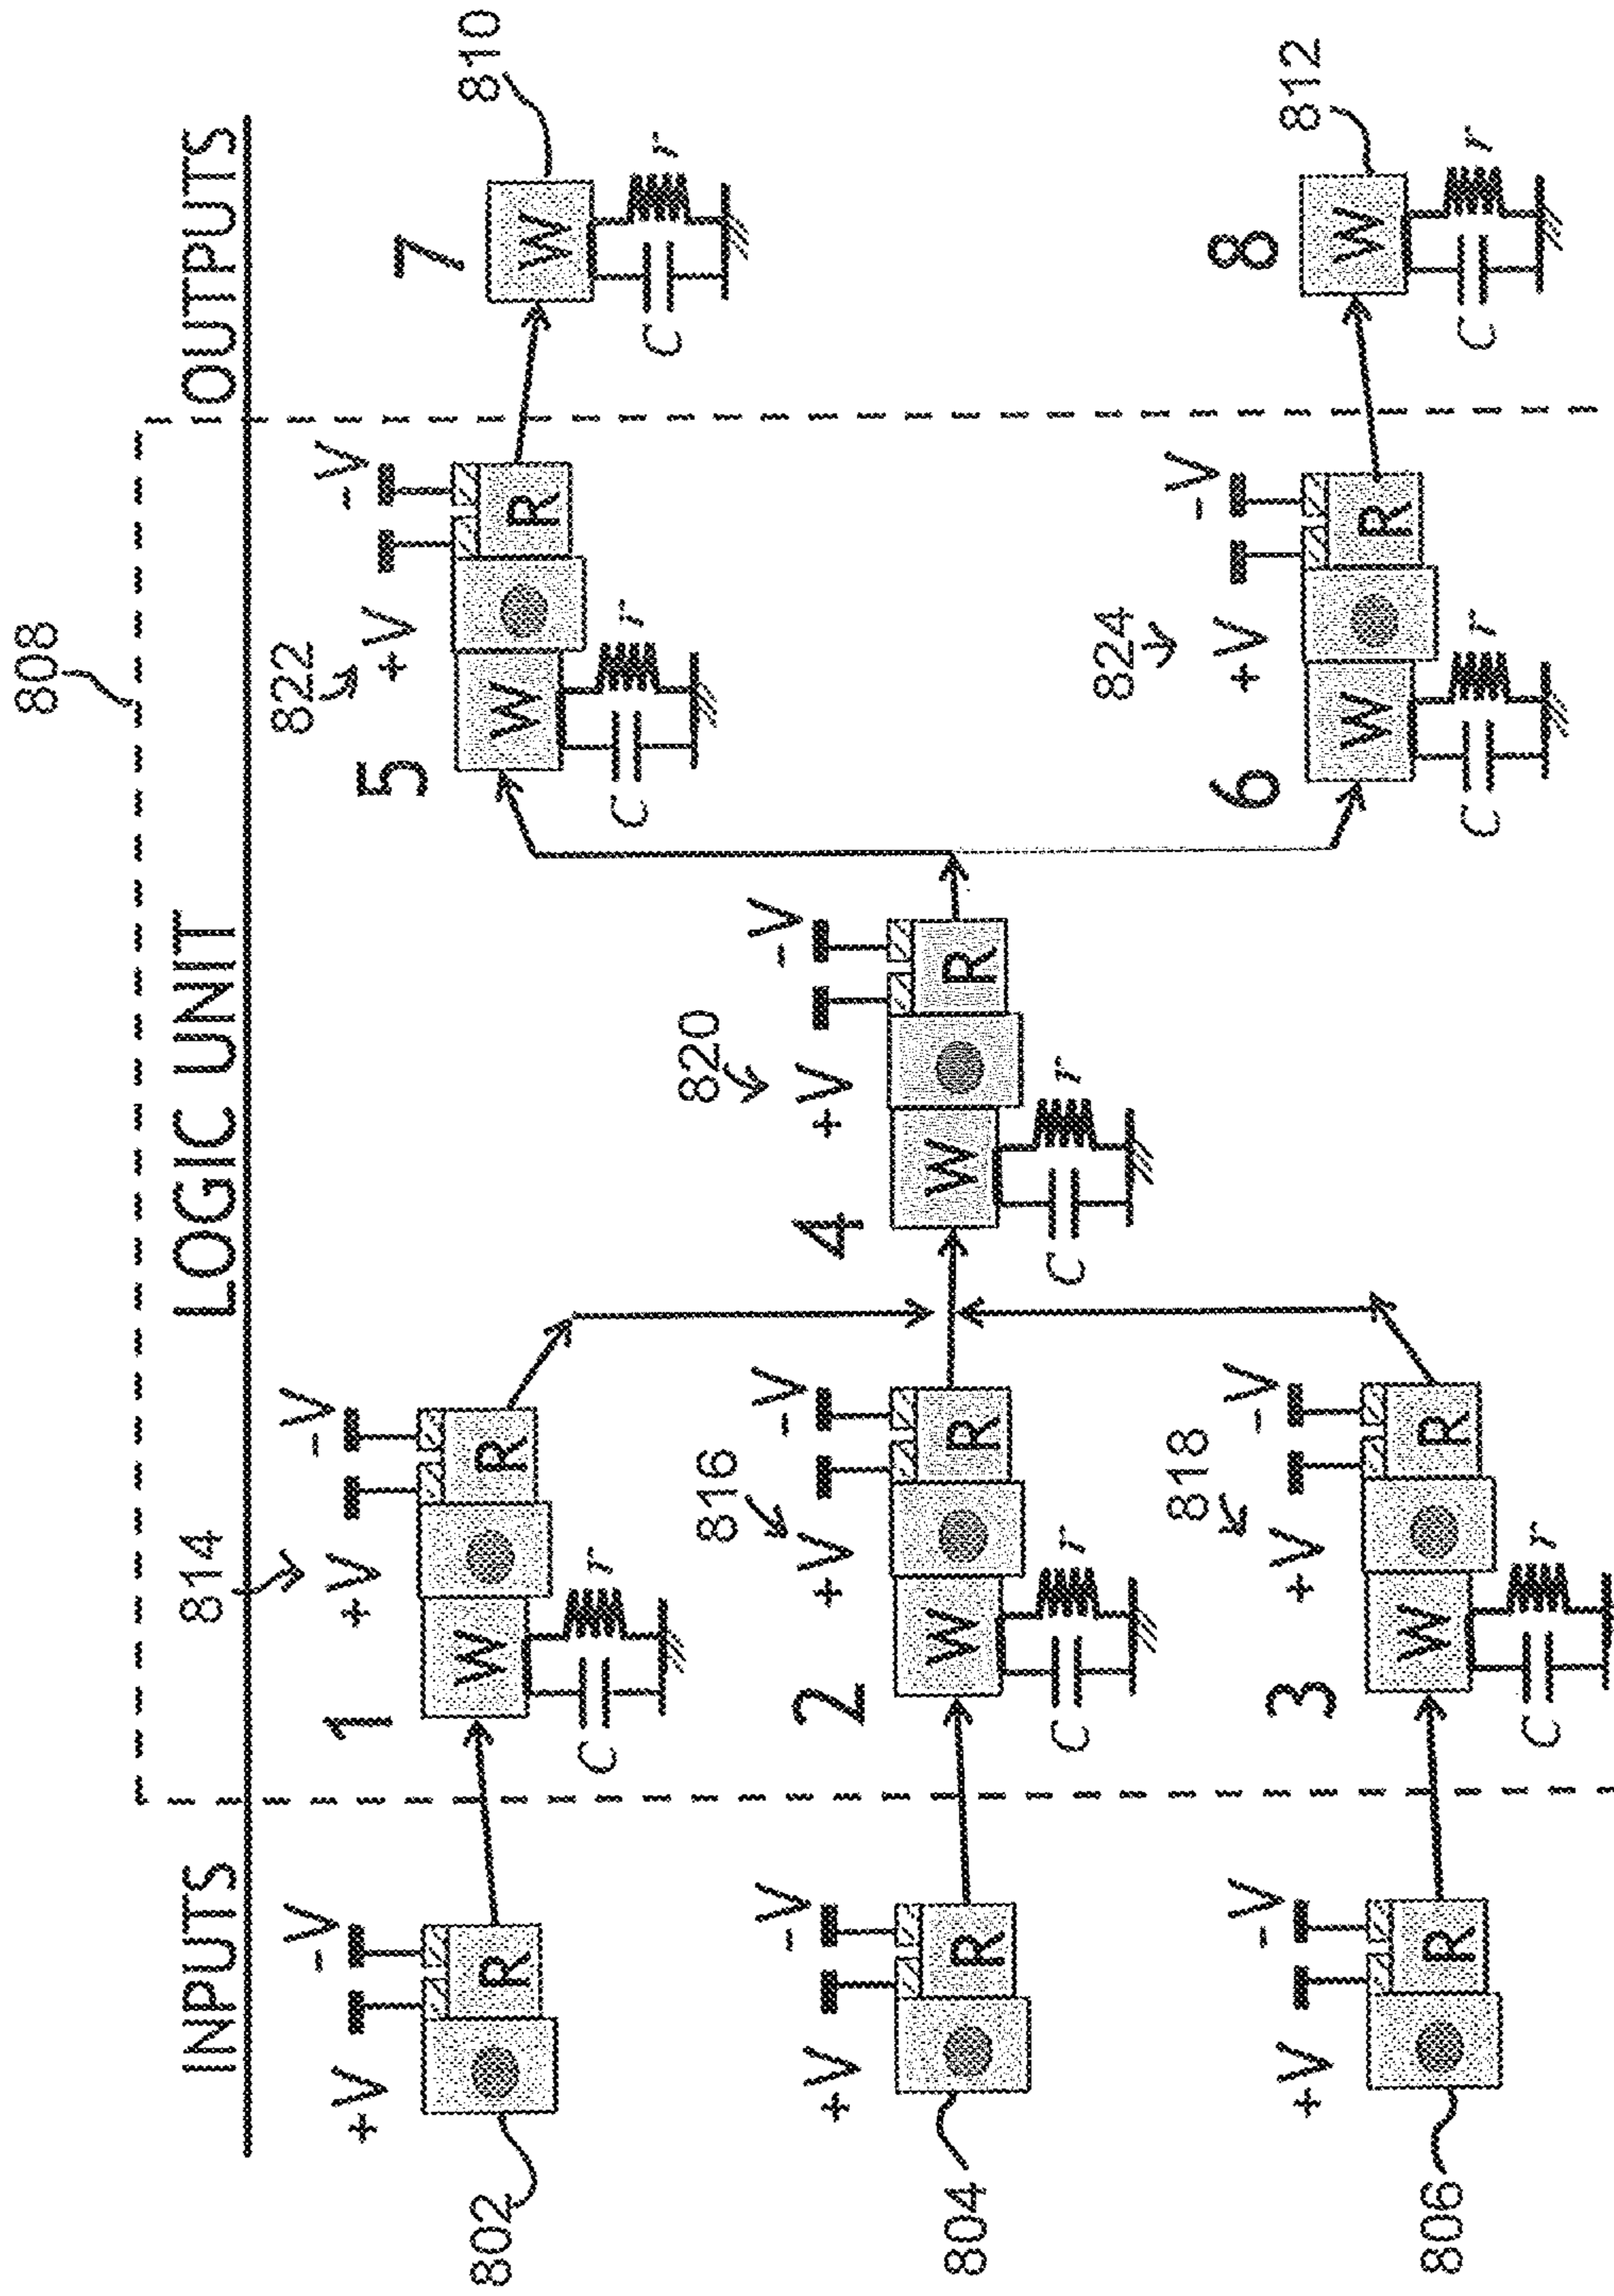 808
INPUTS LOGIC UNIT OUTPUTS
814
822
+V -V
+V -V
+V -V
802
R
1
W R
5
W R
7
W
810
C r
C r
C r
816
820
+V -V
+V -V
+V -V
804
R
2
W R
4
W R
C r
C r
818
824
+V -V
+V -V
+V -V
806
R
3
W R
6
W R
8
W
812
C r
C r
C r